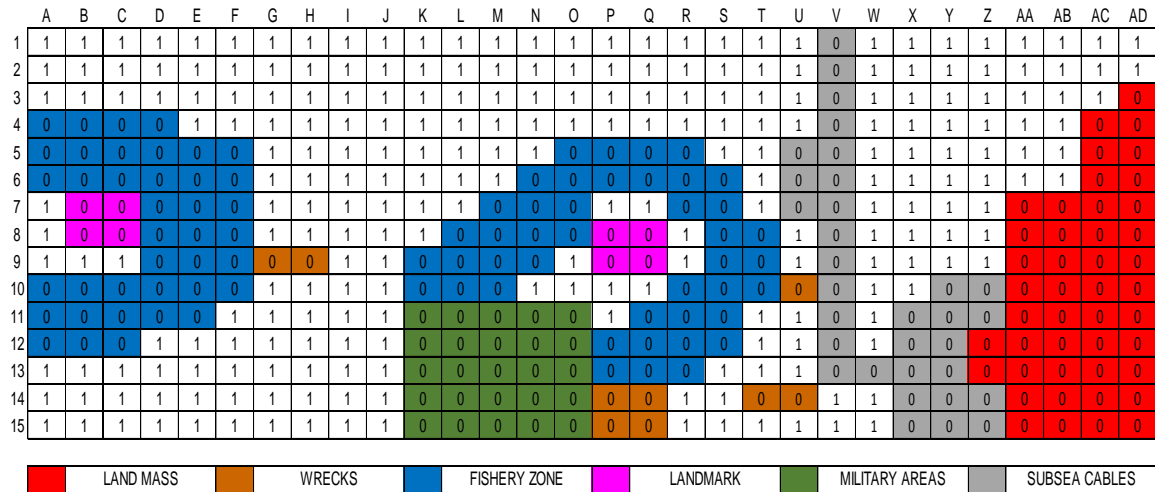 A B C D E F G H I J K L M N O P Q R S T U V W X Y Z AA AB AC AD
1 1 1 1 1 1 1 1 1 1 1 1 1 1 1 1 1 1 1 1 1 1 0 1 1 1 1 1 1 1 1
2 1 1 1 1 1 1 1 1 1 1 1 1 1 1 1 1 1 1 1 1 1 0 1 1 1 1 1 1 1 1
3 1 1 1 1 1 1 1 1 1 1 1 1 1 1 1 1 1 1 1 1 1 0 1 1 1 1 1 1 1 0
4 0 0 0 0 1 1 1 1 1 1 1 1 1 1 1 1 1 1 1 1 1 0 1 1 1 1 1 1 0 0
5 0 0 0 0 0 0 1 1 1 1 1 1 1 1 0 0 0 0 1 1 0 0 1 1 1 1 1 1 0 0
6 0 0 0 0 0 0 1 1 1 1 1 1 1 0 0 0 0 0 0 1 0 0 1 1 1 1 1 1 0 0
7 1 0 0 0 0 0 1 1 1 1 1 1 0 0 0 1 1 0 0 1 0 0 1 1 1 1 0 0 0 0
8 1 0 0 0 0 0 1 1 1 1 1 0 0 0 0 0 0 1 0 0 1 0 1 1 1 1 0 0 0 0
9 1 1 1 0 0 0 0 0 1 1 0 0 0 0 1 0 0 1 0 0 1 0 1 1 1 1 0 0 0 0
10 0 0 0 0 0 0 1 1 1 1 0 0 0 1 1 1 1 0 0 0 0 0 1 1 0 0 0 0 0 0
11 0 0 0 0 0 1 1 1 1 1 0 0 0 0 0 1 0 0 0 1 1 0 1 0 0 0 0 0 0 0
12 0 0 0 1 1 1 1 1 1 1 0 0 0 0 0 0 0 0 0 1 1 0 1 0 0 0 0 0 0 0
13 1 1 1 1 1 1 1 1 1 1 0 0 0 0 0 0 0 0 1 1 1 0 0 0 0 0 0 0 0 0
14 1 1 1 1 1 1 1 1 1 1 0 0 0 0 0 0 0 1 1 0 0 1 1 0 0 0 0 0 0 0
15 1 1 1 1 1 1 1 1 1 1 0 0 0 0 0 0 0 1 1 1 1 1 1 0 0 0 0 0 0 0
LAND MASS WRECKS FISHERY ZONE LANDMARK MILITARY AREAS SUBSEA CABLES